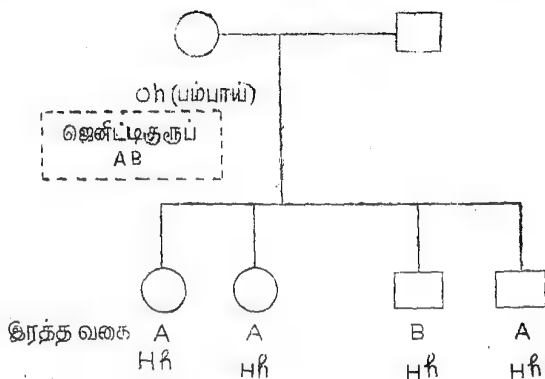 Oh (பம்பாய்)
ஜெனிட்டிகுரூப்
AB
இரத்த வகை A A B A
Hh Hh Hh Hh